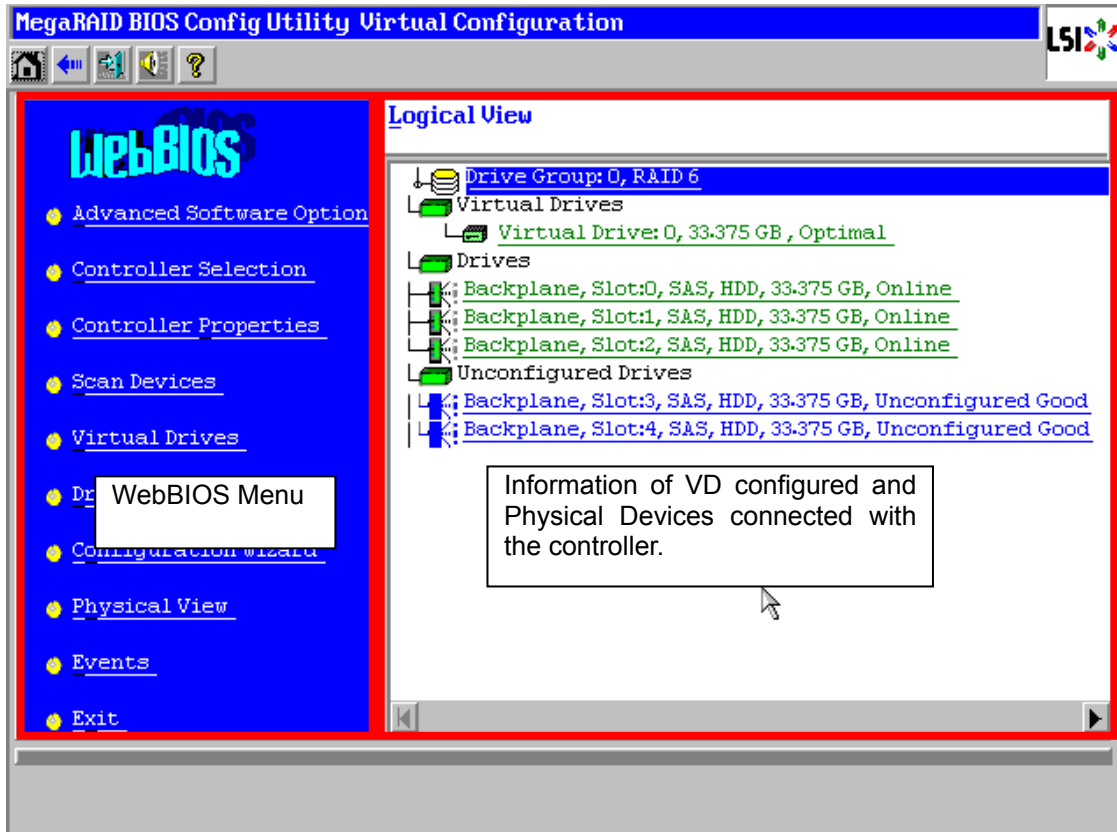 MegaRAID BIOS Config Utility Virtual Configuration
LSI
WebBIOS
Advanced Software Option
Controller Selection
Controller Properties
Scan Devices
Virtual Drives
WebBIOS Menu
Configuration Wizard
Physical View
Events
Exit
Logical View
Drive Group: 0, RAID 6
Virtual Drives
Virtual Drive: 0, 33.375 GB , Optimal
Drives
Backplane, Slot:0, SAS, HDD, 33.375 GB, Online
Backplane, Slot:1, SAS, HDD, 33.375 GB, Online
Backplane, Slot:2, SAS, HDD, 33.375 GB, Online
Unconfigured Drives
Backplane, Slot:3, SAS, HDD, 33.375 GB, Unconfigured Good
Backplane, Slot:4, SAS, HDD, 33.375 GB, Unconfigured Good
Information of VD configured and
Physical Devices connected with
the controller.